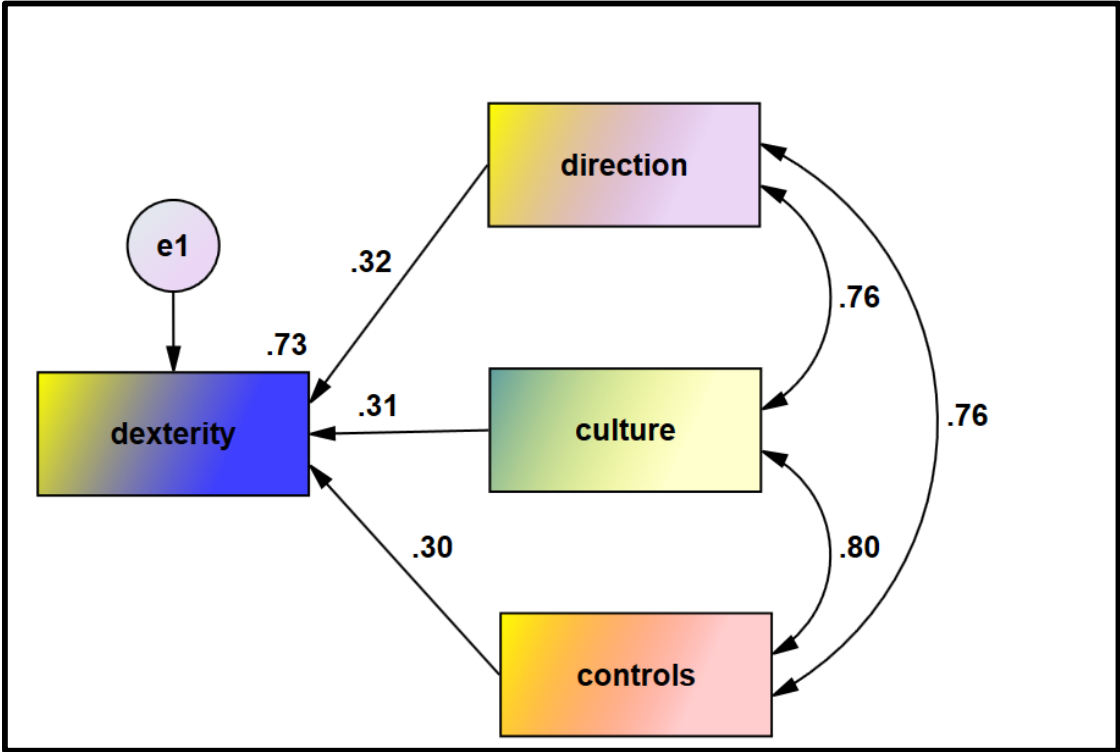 direction
e1
.32
.76
.73
.31
culture
.76
dexterity
.30
.80
controls